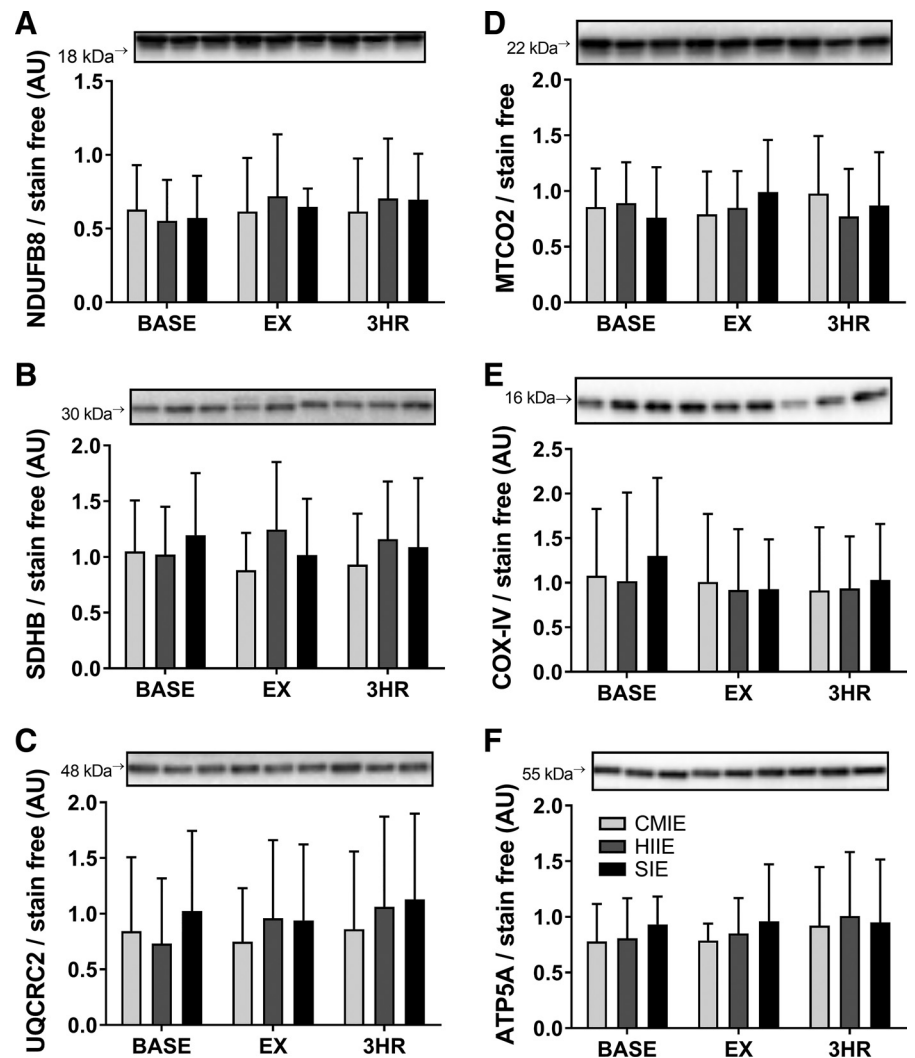 A
18 kDa→
NDUFB8 / stain free (AU)
1.5
1.0
0.5
0.0
BASE EX 3HR
B
30 kDa→
SDHB / stain free (AU)
2.0
1.5
1.0
0.5
0.0
BASE EX 3HR
C
48 kDa→
UQCRC2 / stain free (AU)
2.0
1.5
1.0
0.5
0.0
BASE EX 3HR
D
22 kDa→
MTCO2 / stain free
2.0
1.5
1.0
0.5
0.0
BASE EX 3HR
E
16 kDa→
COX-IV / stain free (AU)
2.5
2.0
1.5
1.0
0.5
0.0
BASE EX 3HR
F
55 kDa→
ATP5A / stain free (AU)
2.0
1.5
1.0
0.5
0.0
CMIE
HIIE
SIE
BASE EX 3HR